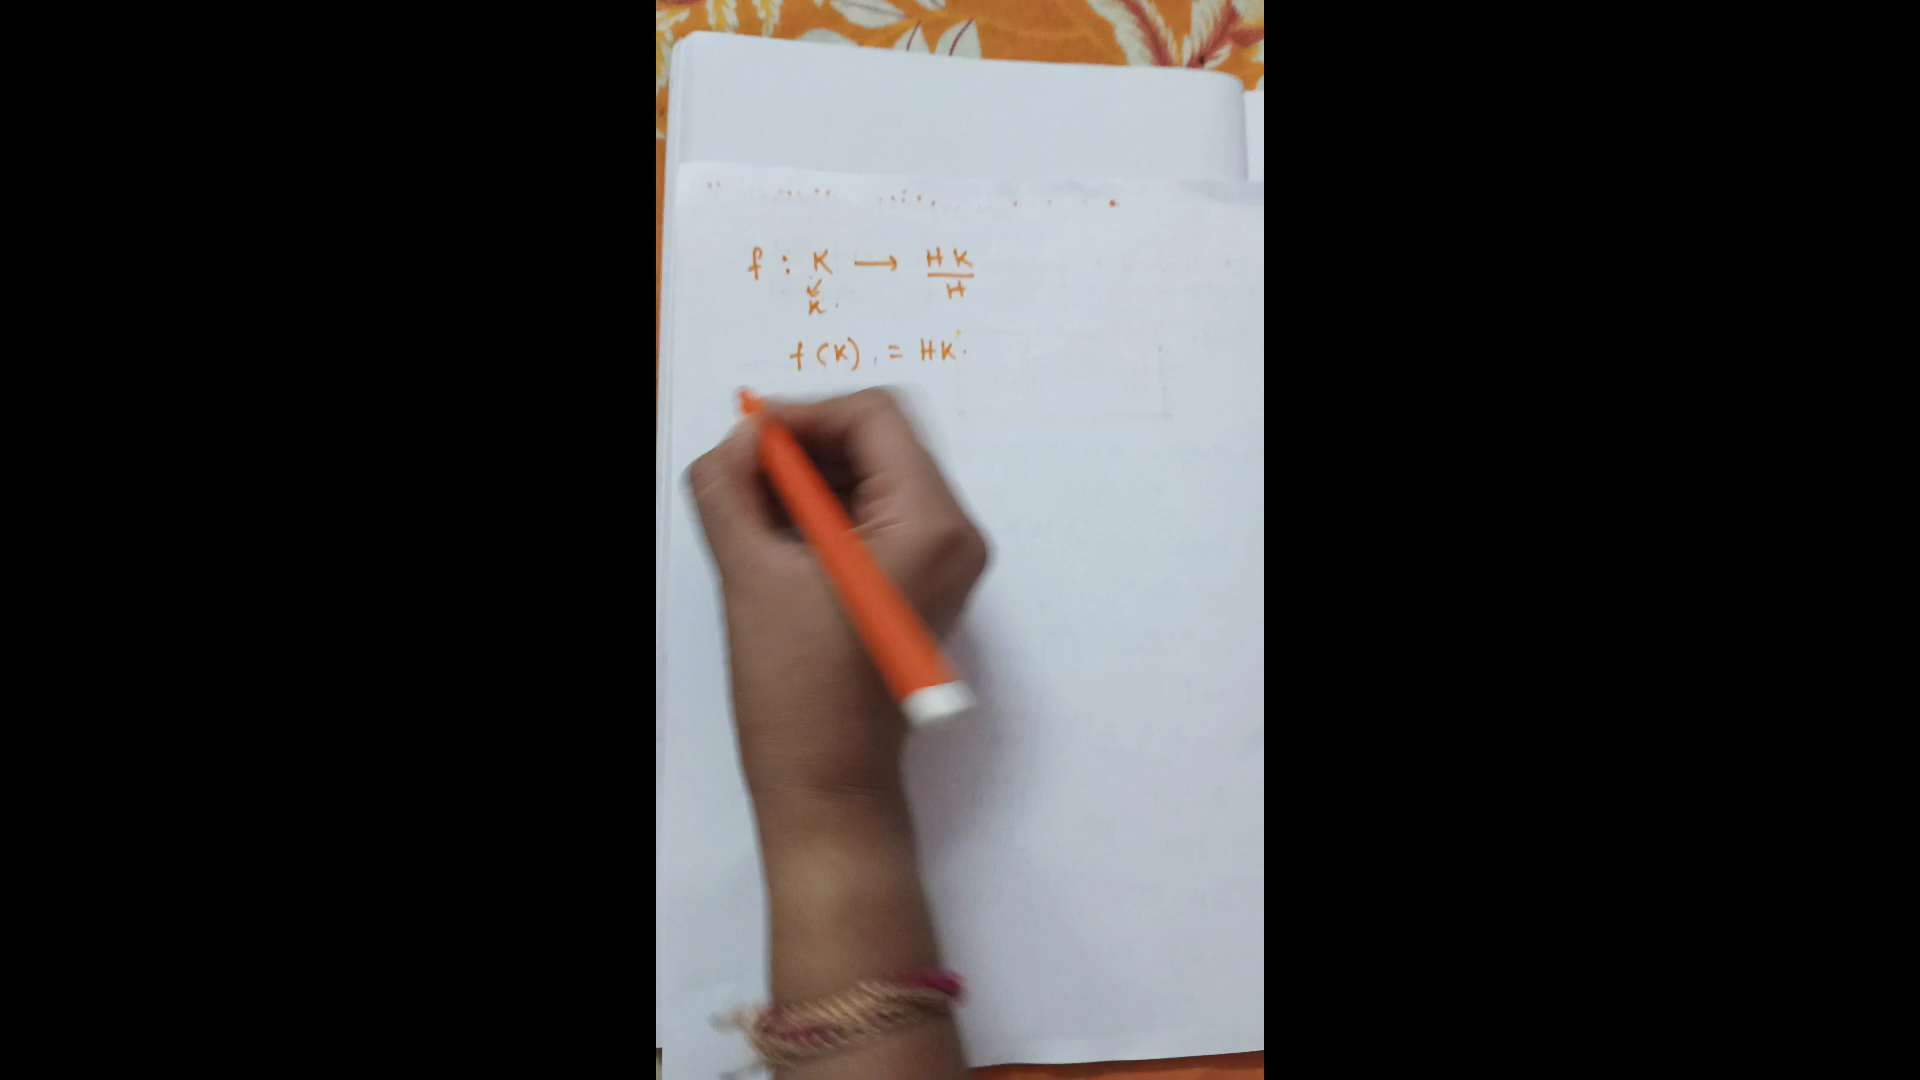 f : K → HK/H
k.
f(k) = HK.